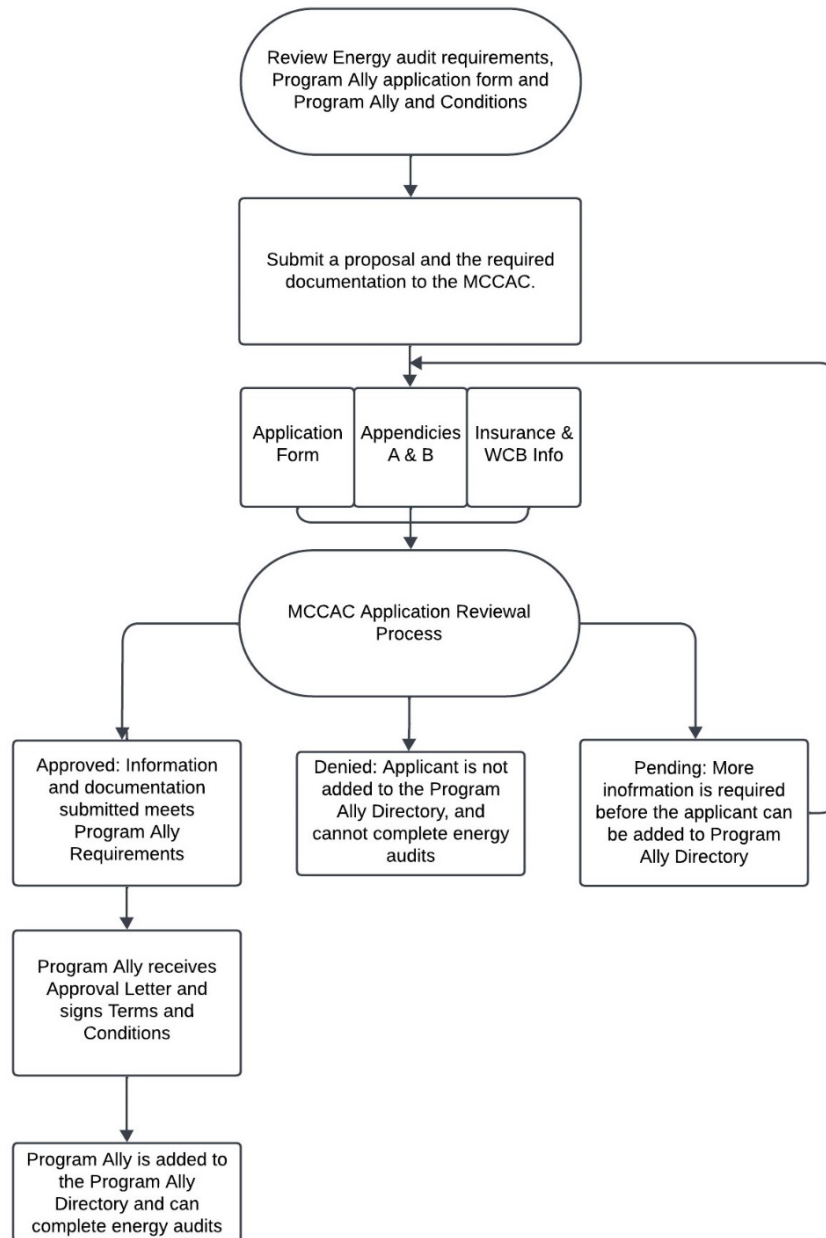 Review Energy audit requirements,
Program Ally application form and
Program Ally and Conditions
Submit a proposal and the required
documentation to the MCCAC.
Application
Form
Appendicies
A & B
Insurance &
WCB Info
MCCAC Application Reviewal
Process
Approved: Information
and documentation
submitted meets
Program Ally
Requirements
Denied: Applicant is not
added to the Program
Ally Directory, and
cannot complete energy
audits
Pending: More
inofrmation is required
before the applicant can
be added to Program
Ally Directory
Program Ally receives
Approval Letter and
signs Terms and
Conditions
Program Ally is added to
the Program Ally
Directory and can
complete energy audits